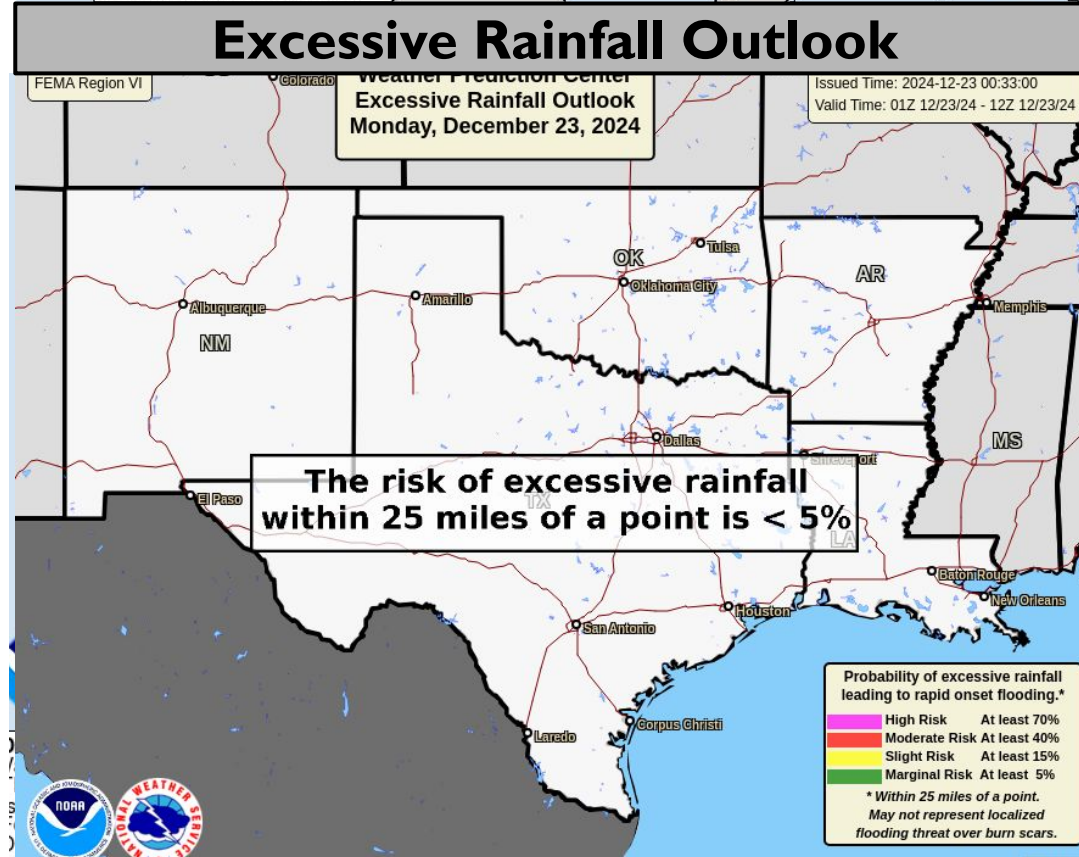 Excessive Rainfall Outlook
FEMA Region VI
Colorado
Weather Prediction Center
Excessive Rainfall Outlook
Monday, December 23, 2024
Issued Time: 2024-12-23 00:33:00
Valid Time: 01Z 12/23/24 - 12Z 12/23/24
Tulsa
OK
Oklahoma City
AR
Amarillo
Albuquerque
Memphis
NM
Dallas
MS
Shreveport
The risk of excessive rainfall
within 25 miles of a point is < 5%
TX
El Paso
LA
Baton Rouge
New Orleans
Houston
San Antonio
Corpus Christi
Laredo
Probability of excessive rainfall
leading to rapid onset flooding.*
High Risk At least 70%
Moderate Risk At least 40%
Slight Risk At least 15%
Marginal Risk At least 5%
* Within 25 miles of a point.
May not represent localized
flooding threat over burn scars.
NOAA
NATIONAL WEATHER SERVICE